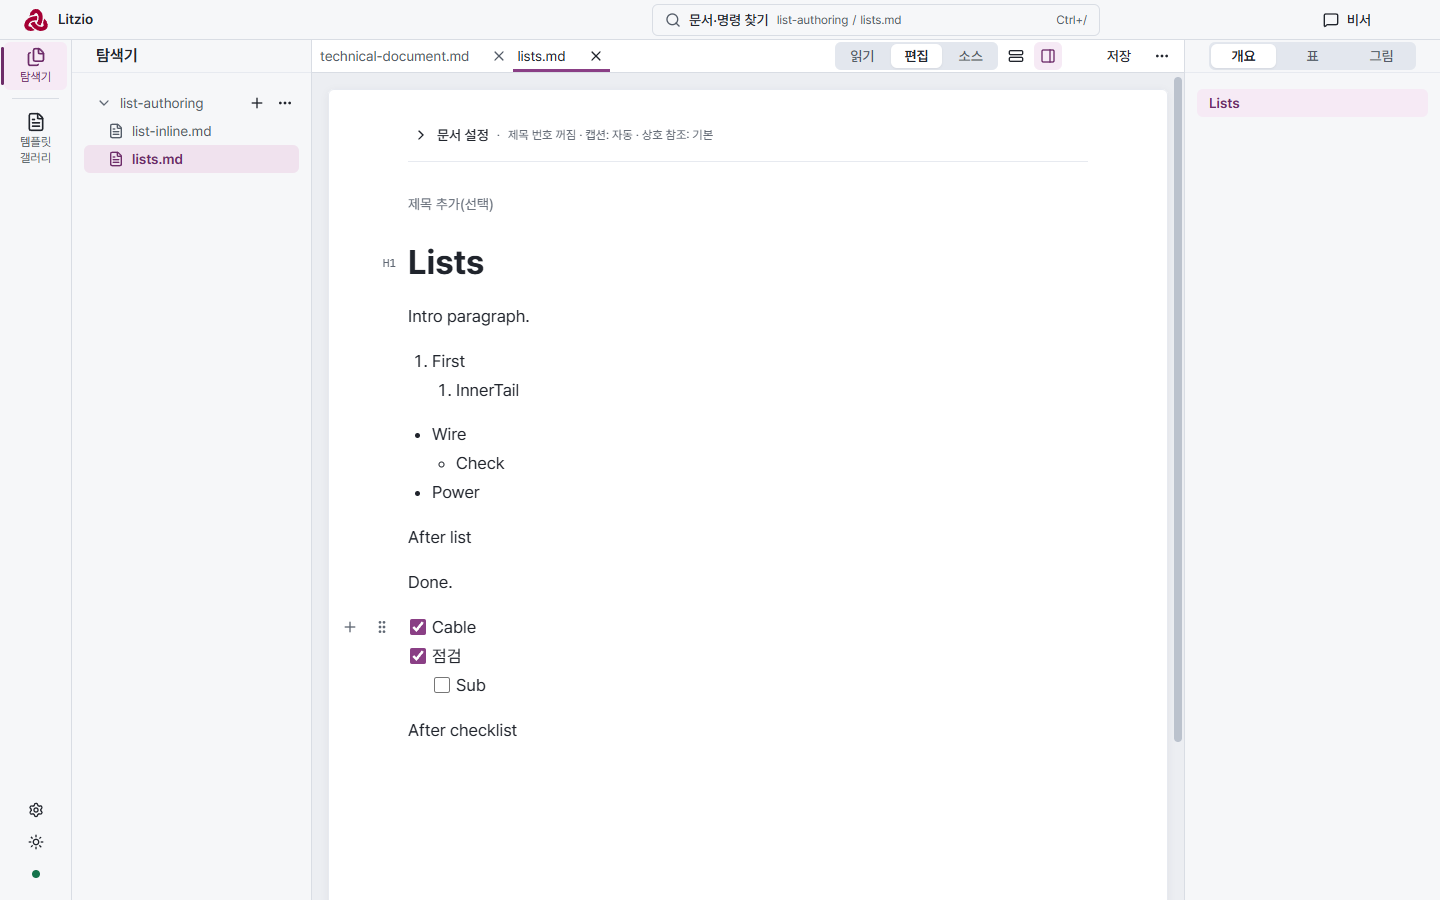 Litzio
문서·명령 찾기 list-authoring / lists.md Ctrl+/
비서
탐색기
템플릿
갤러리
탐색기
list-authoring
list-inline.md
lists.md
technical-document.md
lists.md
읽기 편집 소스
저장
문서 설정 · 제목 번호 꺼짐 · 캡션: 자동 · 상호 참조: 기본
제목 추가(선택)
H1 Lists
Intro paragraph.
1. First
1. InnerTail
• Wire
◦ Check
• Power
After list
Done.
Cable
점검
Sub
After checklist
개요 표 그림
Lists